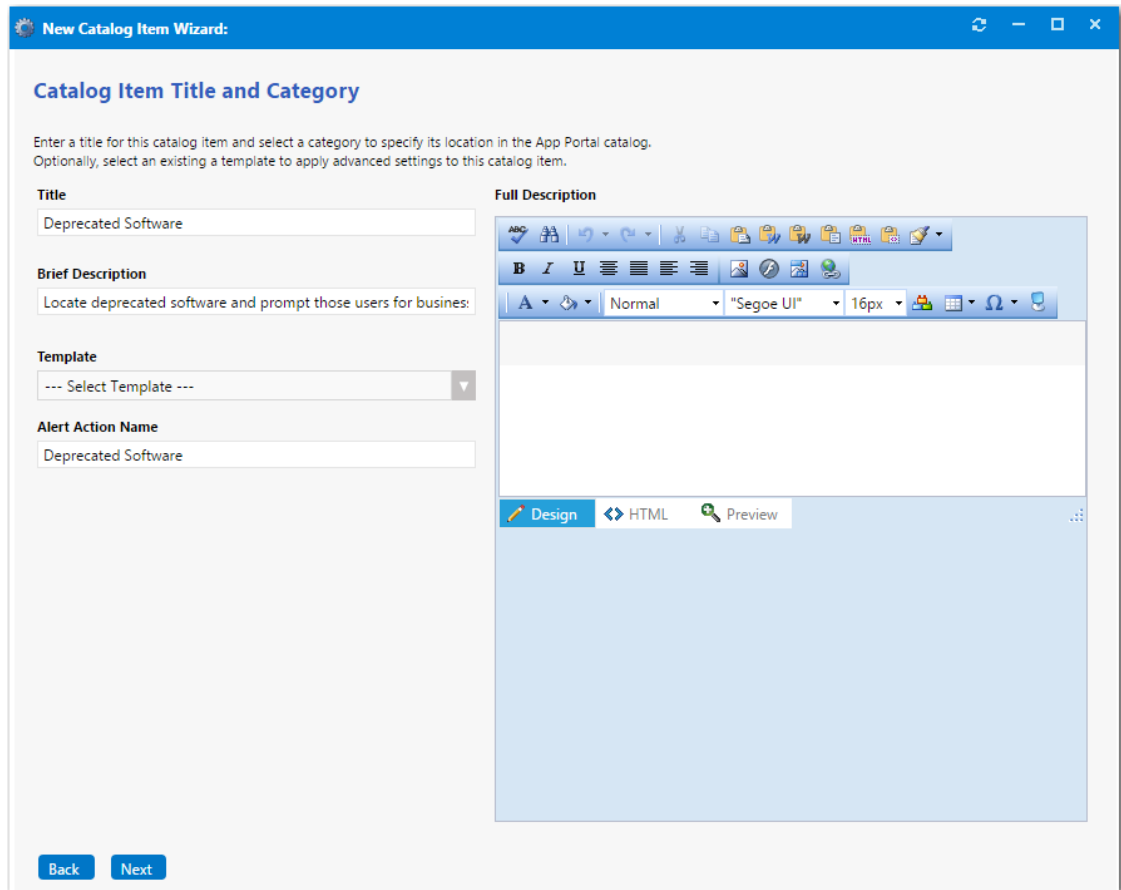 New Catalog Item Wizard:
Catalog Item Title and Category
Enter a title for this catalog item and select a category to specify its location in the App Portal catalog.
Optionally, select an existing a template to apply advanced settings to this catalog item.
Title
Deprecated Software
Brief Description
Locate deprecated software and prompt those users for busines
Template
--- Select Template ---
Alert Action Name
Deprecated Software
Full Description
ABC
W
W
HTML
B I U
A Normal "Segoe UI" 16px Ω
Design HTML Preview
Back Next